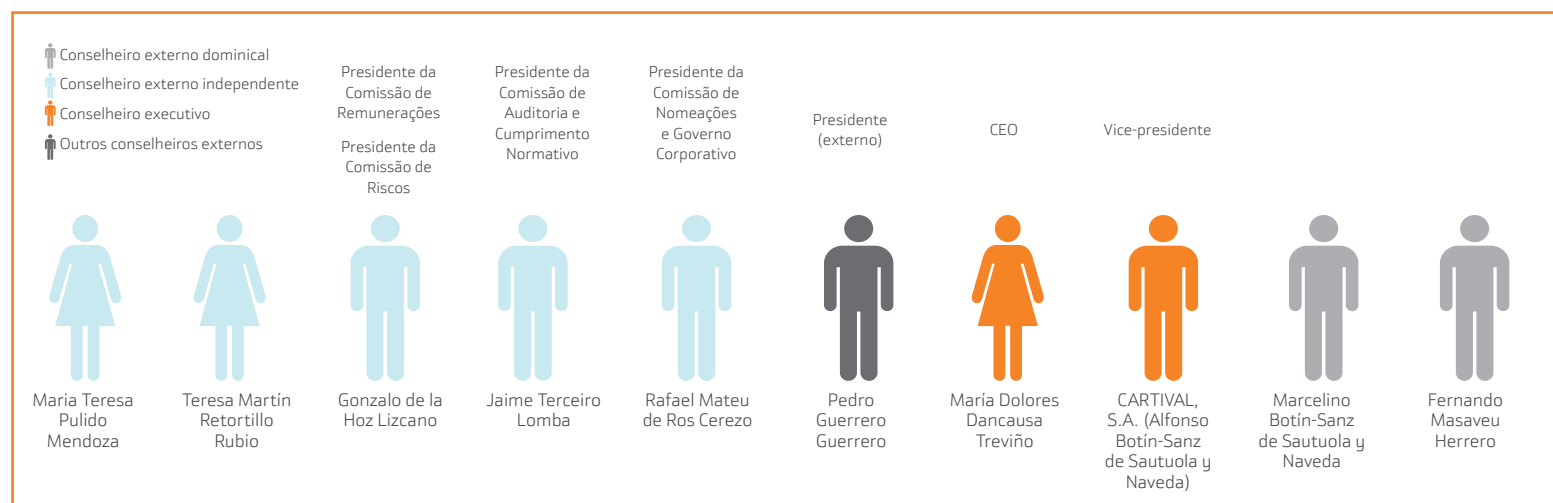 Conselheiro externo dominical
Conselheiro externo independente
Conselheiro executivo
Outros conselheiros externos
Presidente da
Comissão de
Remunerações
Presidente da
Comissão de
Riscos
Presidente da
Comissão de
Auditoria e
Cumprimento
Normativo
Presidente da
Comissão de
Nomeações
e Governo
Corporativo
Presidente
(externo)
CEO
Vice-presidente
Maria Teresa
Pulido
Mendoza
Teresa Martín
Retortillo
Rubio
Gonzalo de la
Hoz Lizcano
Jaime Terceiro
Lomba
Rafael Mateu
de Ros Cerezo
Pedro
Guerrero
Guerrero
María Dolores
Dancausa
Treviño
CARTIVAL,
S.A. (Alfonso
Botín-Sanz
de Sautuola y
Naveda)
Marcelino
Botín-Sanz
de Sautuola y
Naveda
Fernando
Masaveu
Herrero